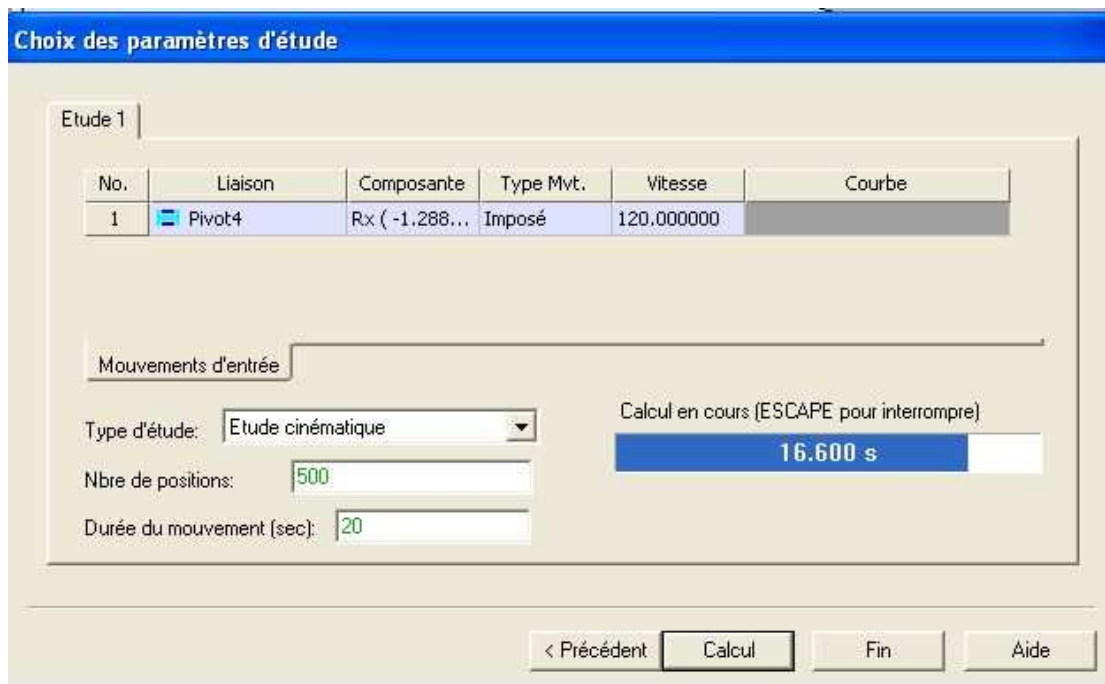 Choix des paramètres d'étude
Etude 1
No. Liaison Composante Type Mvt. Vitesse Courbe
1 Pivot4 Rx ( -1.288... Imposé 120.000000
Mouvements d'entrée
Type d'étude: Etude cinématique
Calcul en cours (ESCAPE pour interrompre)
16.600 s
Nbre de positions: 500
Durée du mouvement (sec): 20
< Précédent Calcul Fin Aide